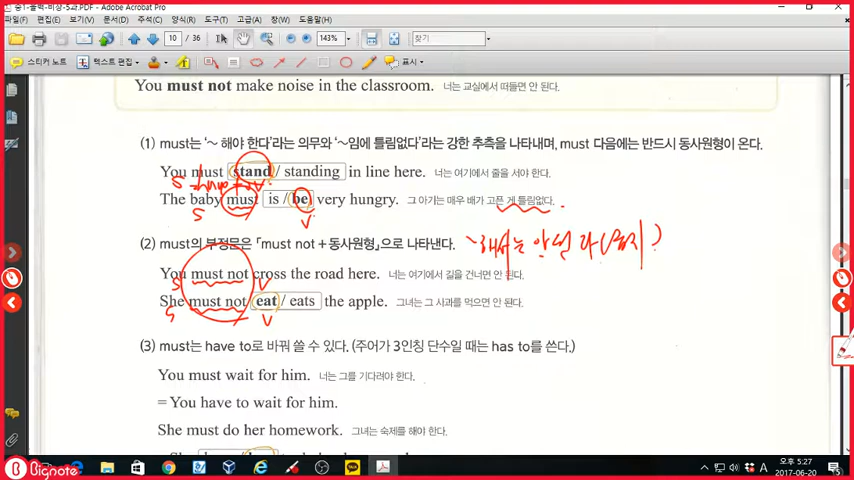 중1-블랙-비상-5과.PDF - Adobe Acrobat Pro
파일(F) 편집(E) 보기(V) 문서(D) 주석(C) 양식(R) 도구(T) 고급(A) 창(W) 도움말(H)
10 / 36 143% 찾기
스티커 노트 텍스트 편집 표시
You must not make noise in the classroom. 너는 교실에서 떠들면 안 된다.
(1) must는 '~ 해야 한다'라는 의무와 '~임에 틀림없다'라는 강한 추측을 나타내며, must 다음에는 반드시 동사원형이 온다.
You must stand / standing in line here. 너는 여기에서 줄을 서야 한다.
S V
The baby must is / be very hungry. 그 아기는 매우 배가 고픈 게 틀림없다.
S V
(2) must의 부정문은 「must not + 동사원형」으로 나타낸다. ~해서는 안된다
You must not cross the road here. 너는 여기에서 길을 건너면 안 된다.
S V
She must not eat / eats the apple. 그녀는 그 사과를 먹으면 안 된다.
S V
(3) must는 have to로 바꿔 쓸 수 있다. (주어가 3인칭 단수일 때는 has to를 쓴다.)
You must wait for him. 너는 그를 기다려야 한다.
= You have to wait for him.
She must do her homework. 그녀는 숙제를 해야 한다.
Bignote
A 오후 5:27
2017-06-20